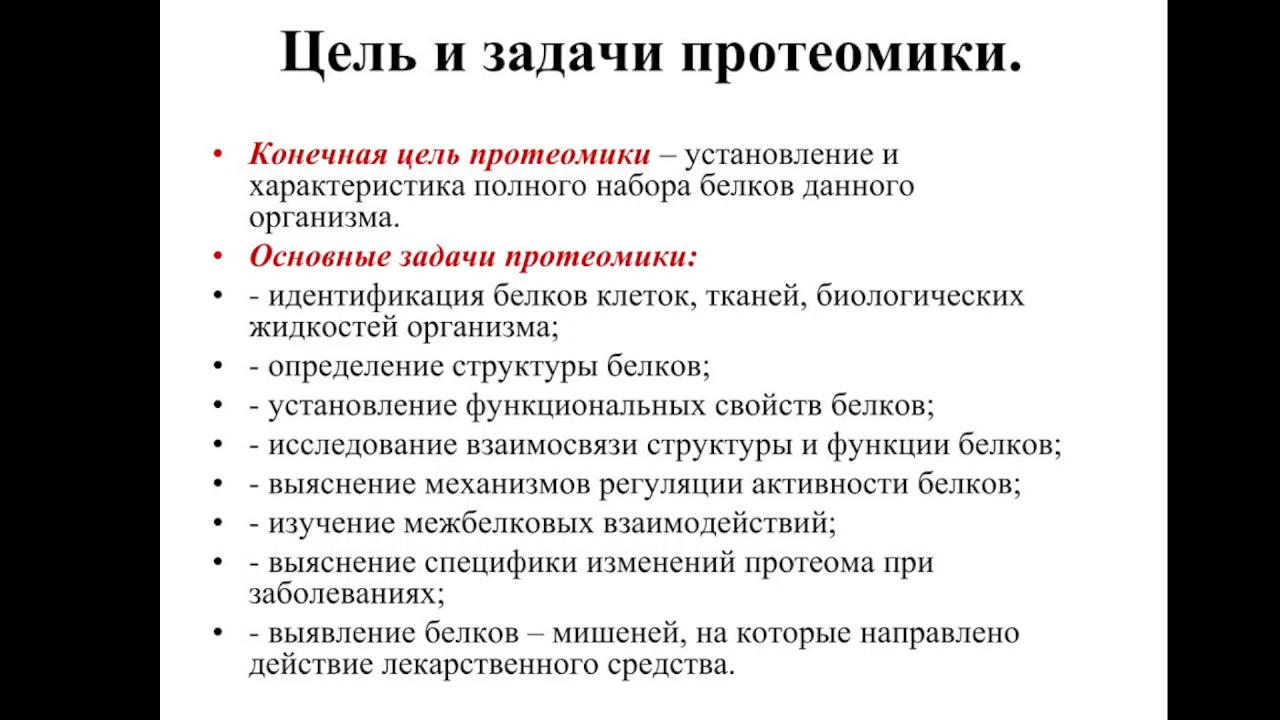 Цель и задачи протеомики.
• Конечная цель протеомики – установление и
характеристика полного набора белков данного
организма.
• Основные задачи протеомики:
• - идентификация белков клеток, тканей, биологических
жидкостей организма;
• - определение структуры белков;
• - установление функциональных свойств белков;
• - исследование взаимосвязи структуры и функции белков;
• - выяснение механизмов регуляции активности белков;
• - изучение межбелковых взаимодействий;
• - выяснение специфики изменений протеома при
заболеваниях;
• - выявление белков – мишеней, на которые направлено
действие лекарственного средства.